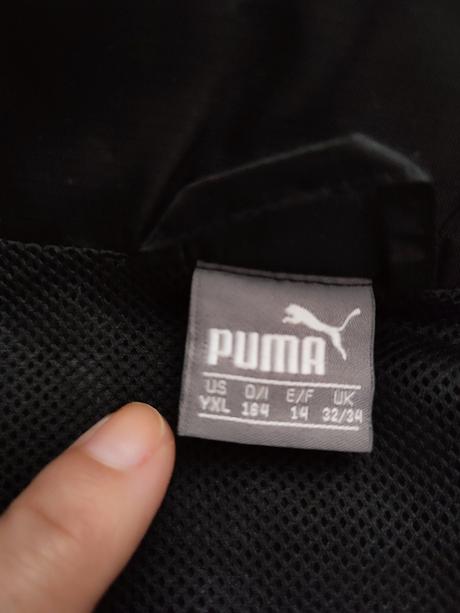 PUMA
US D/I E/F UK
YXL 164 14 32/34